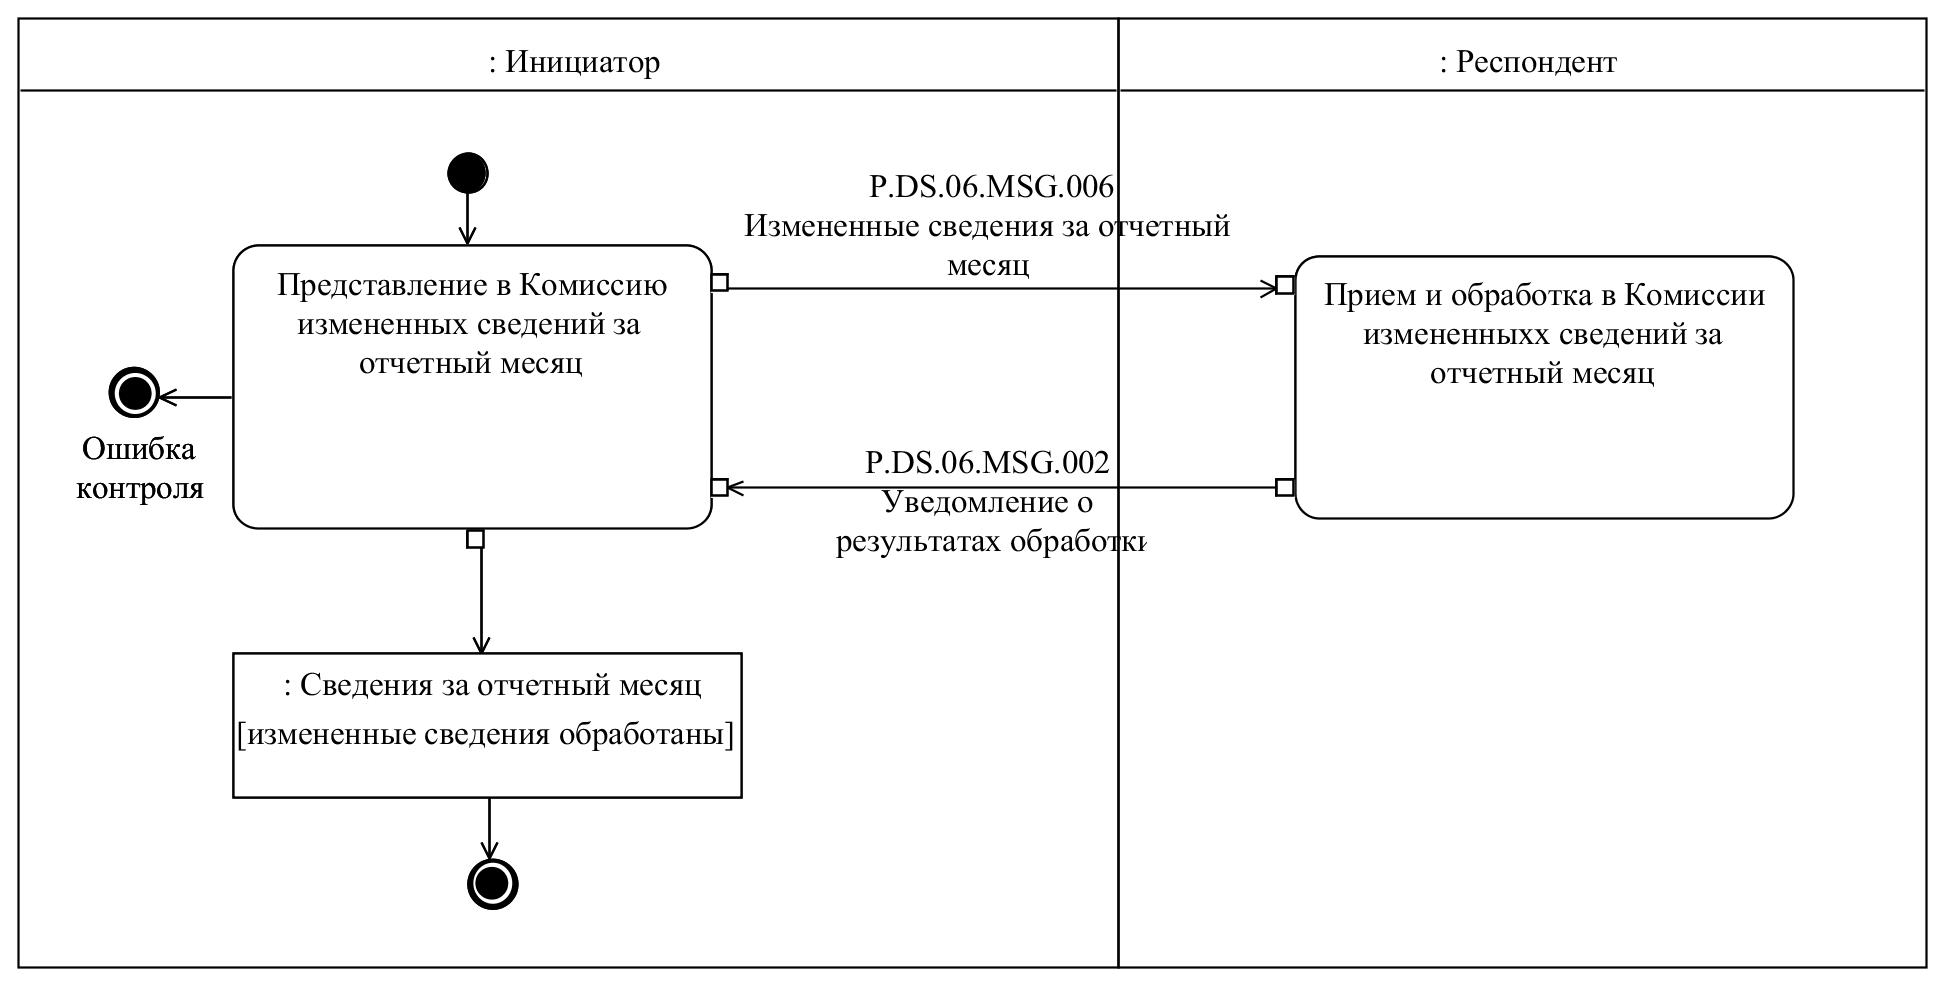 : Инициатор
: Респондент
P.DS.06.MSG.006
Измененные сведения за отчетный
месяц
Представление в Комиссию
измененных сведений за
отчетный месяц
Прием и обработка в Комиссии
измененныхх сведений за
отчетный месяц
Ошибка
контроля
P.DS.06.MSG.002
Уведомление о
результатах обработки
: Сведения за отчетный месяц
[измененные сведения обработаны]